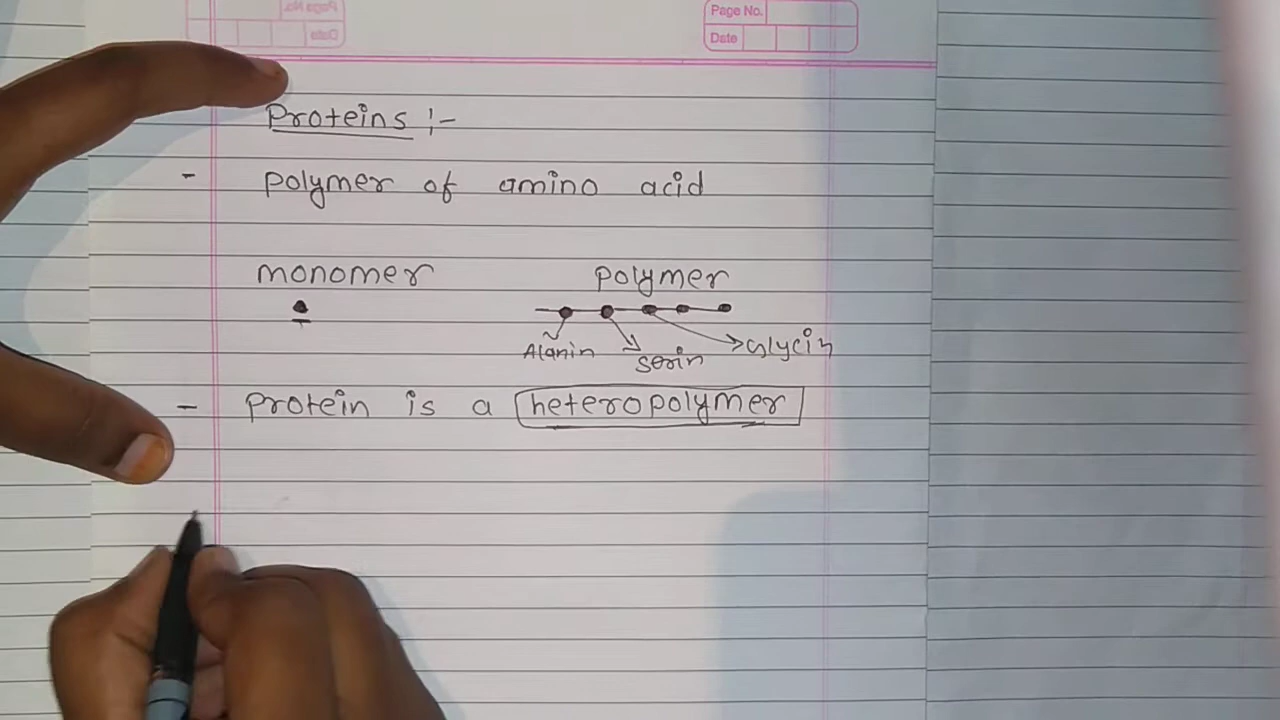 Page No.
Date
Proteins :-
- polymer of amino acid
monomer polymer
Alanin serin Glycin
- Protein is a heteropolymer